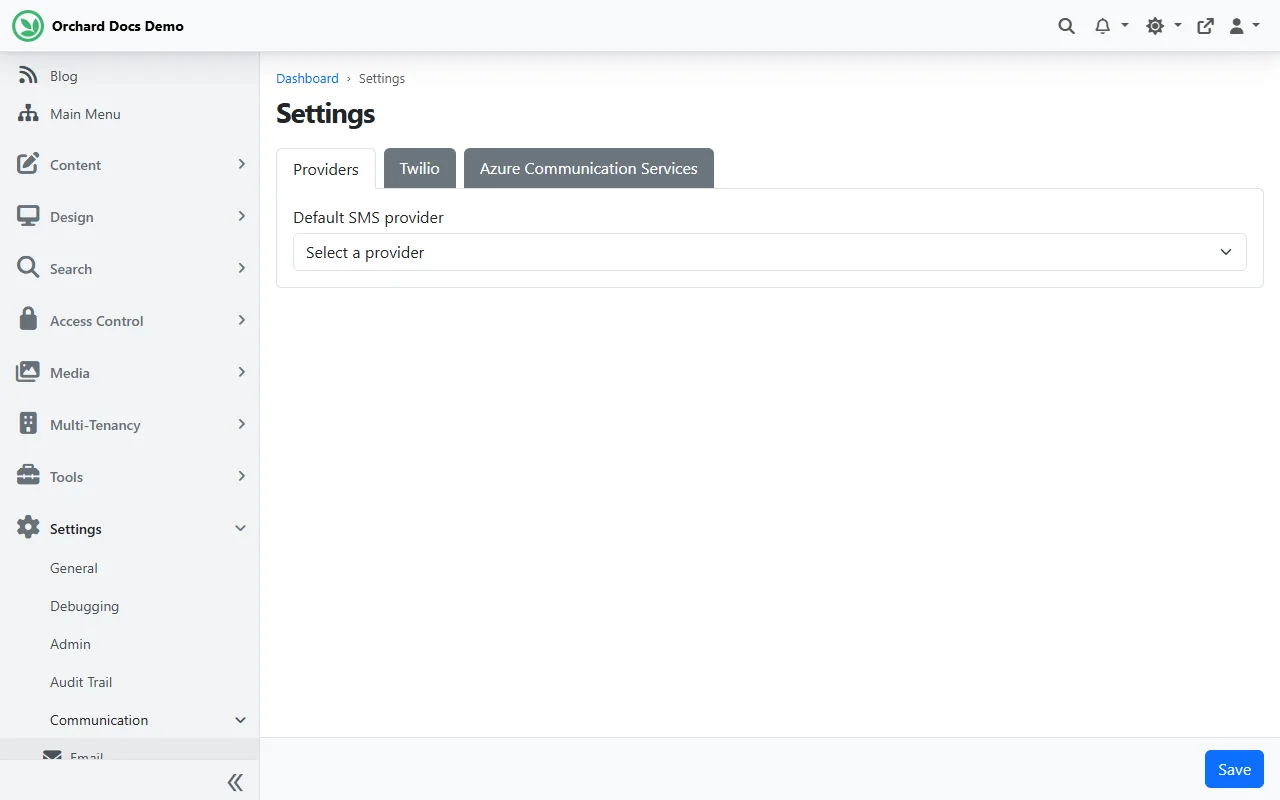 Orchard Docs Demo
Blog
Main Menu
Content
Design
Search
Access Control
Media
Multi-Tenancy
Tools
Settings
General
Debugging
Admin
Audit Trail
Communication
Email
Dashboard › Settings
Settings
Providers
Twilio
Azure Communication Services
Default SMS provider
Select a provider
Save